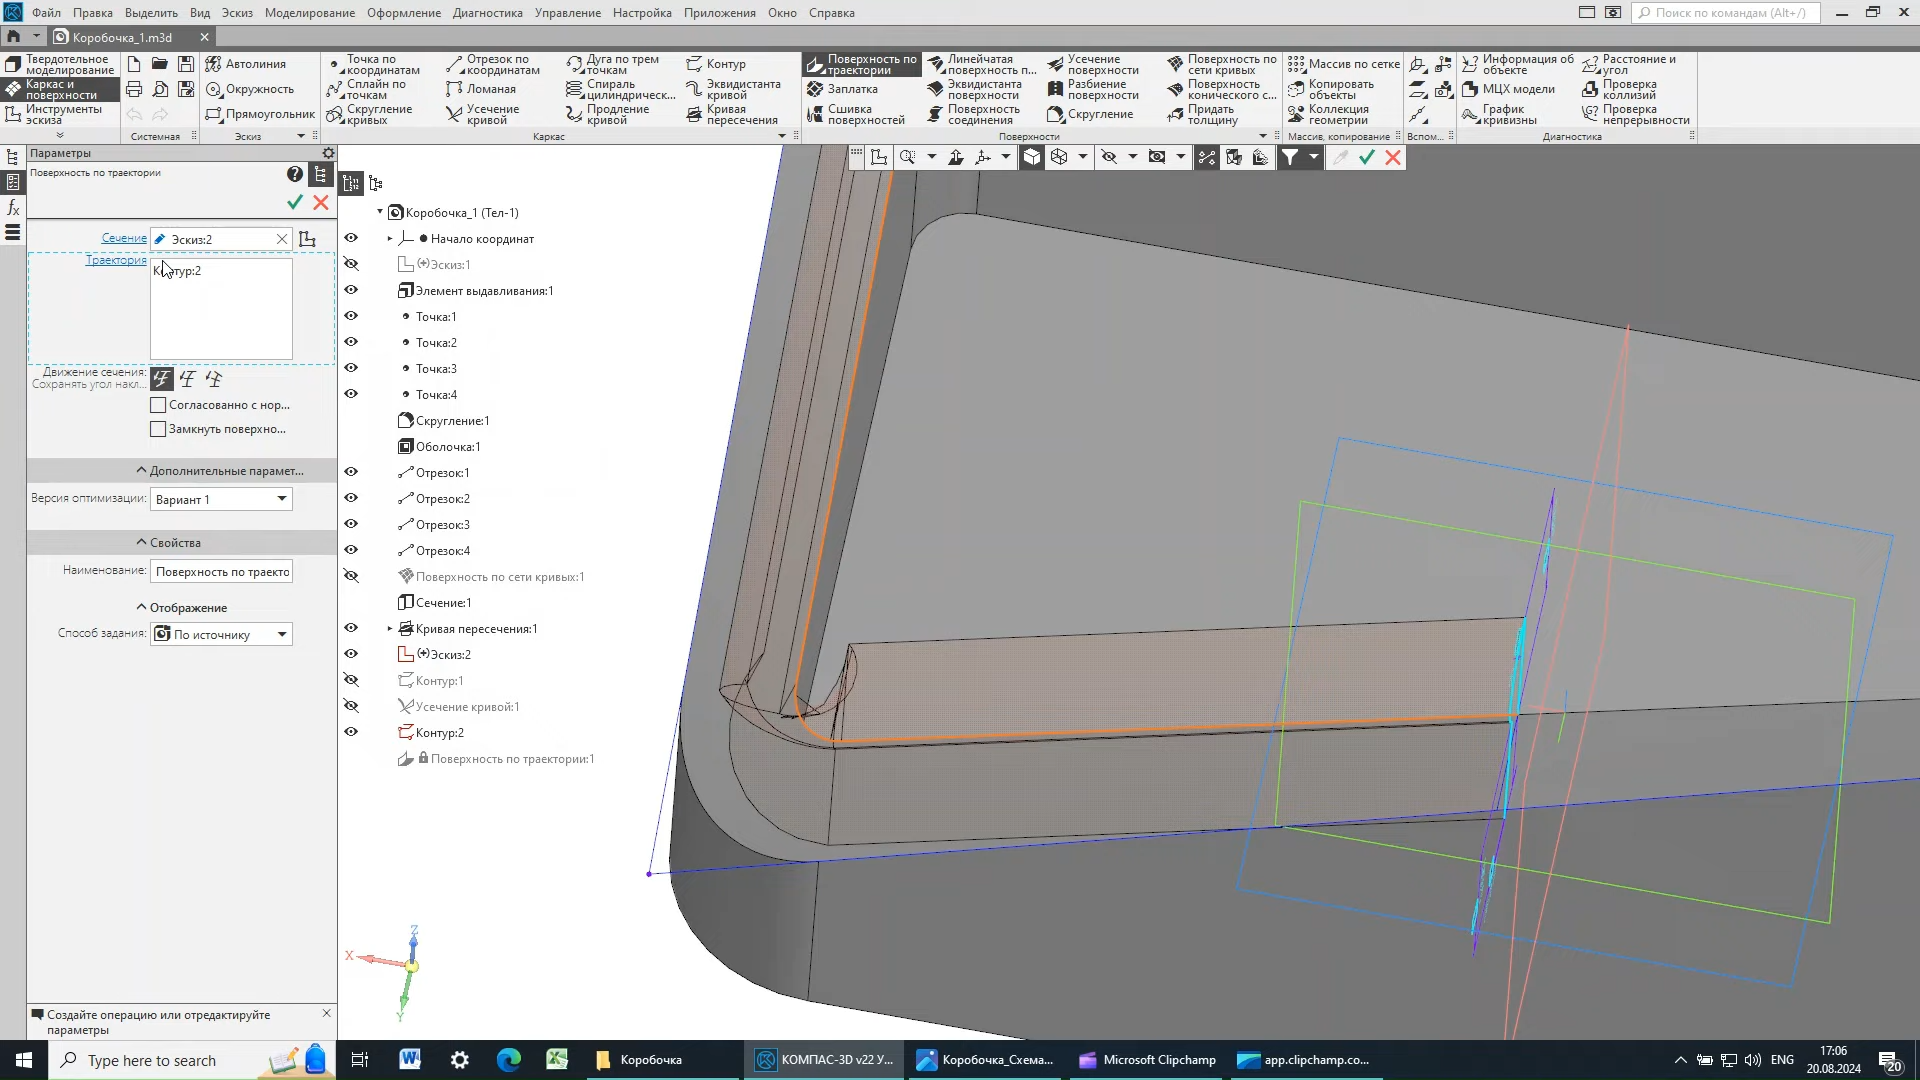 Файл Правка Выделить Вид Эскиз Моделирование Оформление Диагностика Управление Настройка Приложения Окно Справка
Поиск по командам (Alt+/)
Коробочка_1.m3d
Твердотельное моделирование
Каркас и поверхности
Инструменты эскиза
Системная
Автолиния
Окружность
Прямоугольник
Эскиз
Точка по координатам
Сплайн по точкам
Скругление кривых
Отрезок по координатам
Ломаная
Усечение кривой
Дуга по трем точкам
Спираль цилиндрическ...
Продление кривой
Контур
Эквидистанта кривой
Кривая пересечения
Каркас
Поверхность по траектории
Заплатка
Сшивка поверхностей
Линейчатая поверхность п...
Эквидистанта поверхности
Поверхность соединения
Усечение поверхности
Разбиение поверхности
Скругление
Поверхность по сети кривых
Поверхность конического с...
Придать толщину
Поверхности
Массив по сетке
Копировать объекты
Коллекция геометрии
Массив, копирование
Вспом...
Информация об объекте
МЦХ модели
График кривизны
Расстояние и угол
Проверка коллизий
Проверка непрерывности
Диагностика
Параметры
Поверхность по траектории
Сечение
Эскиз:2
Траектория
Движение сечения:
Сохранять угол накл...
Согласованно с нор...
Замкнуть поверхно...
Дополнительные парамет...
Версия оптимизации: Вариант 1
Свойства
Наименование: Поверхность по траекто
Отображение
Способ задания: По источнику
Создайте операцию или отредактируйте
параметры
Коробочка_1 (Тел-1)
Начало координат
(+)Эскиз:1
Элемент выдавливания:1
Точка:1
Точка:2
Точка:3
Точка:4
Скругление:1
Оболочка:1
Отрезок:1
Отрезок:2
Отрезок:3
Отрезок:4
Поверхность по сети кривых:1
Сечение:1
Кривая пересечения:1
(+)Эскиз:2
Контур:1
Усечение кривой:1
Контур:2
Поверхность по траектории:1
Z
X
Y
Type here to search
Коробочка
КОМПАС-3D v22 У...
Коробочка_Схема...
Microsoft Clipchamp
app.clipchamp.co...
ENG
17:06
20.08.2024
20